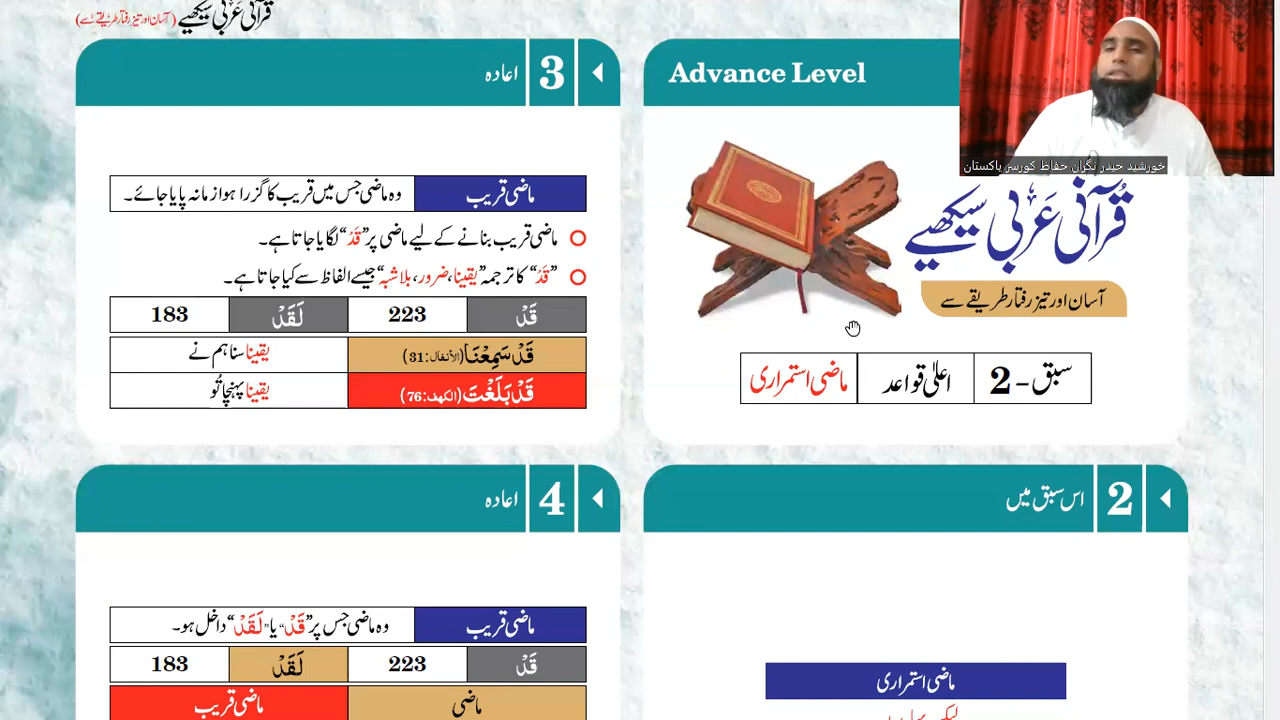 قرآنی عَربی سیکھیے (آسان اور تیز رفتار طریقے سے)
Advance Level
خورشید حیدر نگران حفاظ کورسز پاکستان
قُرآنی عَربی سیکھیے
آسان اور تیز رفتار طریقے سے
سبق - 2 اعلیٰ قواعد ماضی استمراری
2 اس سبق میں
ماضی استمراری
3 اعادہ
ماضی قریب وہ ماضی جس میں قریب کا گزرا ہوا زمانہ پایا جائے۔
ماضی قریب بنانے کے لیے ماضی پر "قَدْ" لگایا جاتا ہے۔
"قَدْ" کا ترجمہ "یقینا، ضرور، بلاشبہ" جیسے الفاظ سے کیا جاتا ہے۔
قَدْ 223 لَقَدْ 183
قَدْ سَمِعْنَا (الأنفال: 31) یقینا سنا ہم نے
قَدْ بَلَغْتَ (الكهف: 76) یقینا پہنچا تُو
4 اعادہ
ماضی قریب وہ ماضی جس پر "قَدْ" یا "لَقَدْ" داخل ہو۔
قَدْ 223 لَقَدْ 183
ماضی ماضی قریب